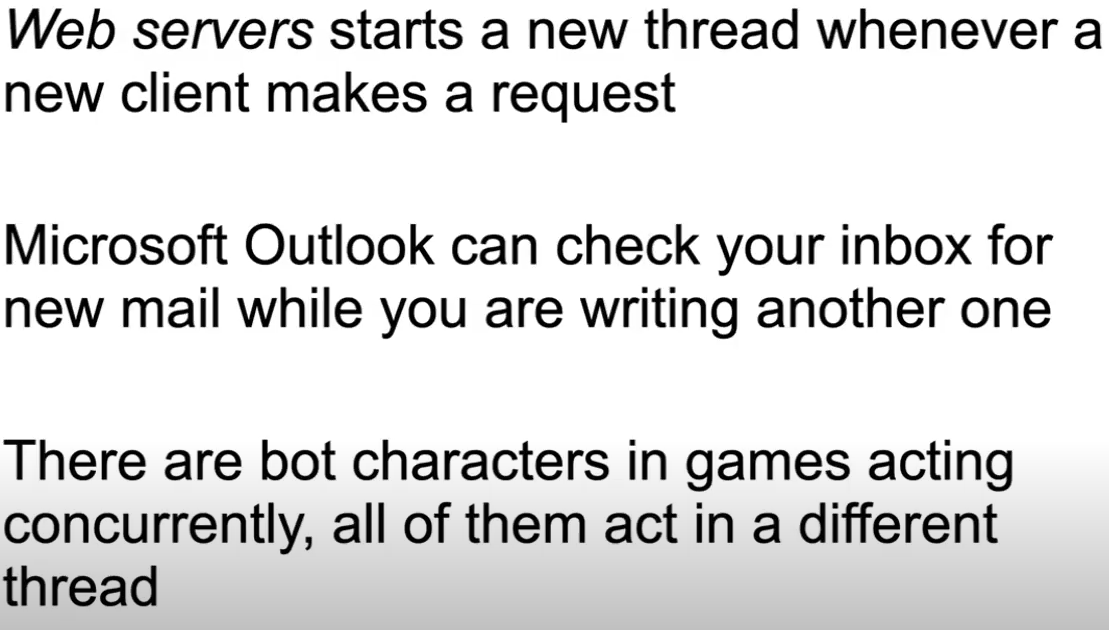 Web servers starts a new thread whenever a
new client makes a request
Microsoft Outlook can check your inbox for
new mail while you are writing another one
There are bot characters in games acting
concurrently, all of them act in a different
thread